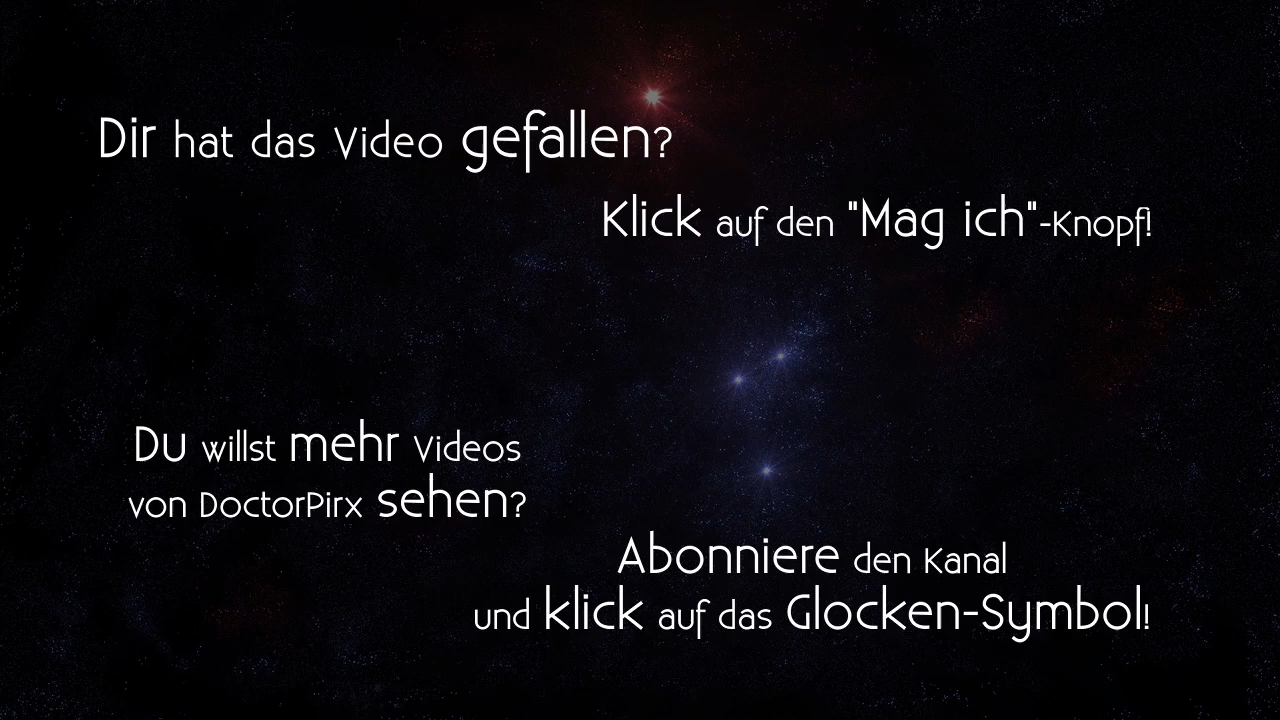 Dir hat das Video gefallen?
Klick auf den "Mag ich"-Knopf!
Du willst mehr Videos
von DoctorPirx sehen?
Abonniere den Kanal
und klick auf das Glocken-Symbol!